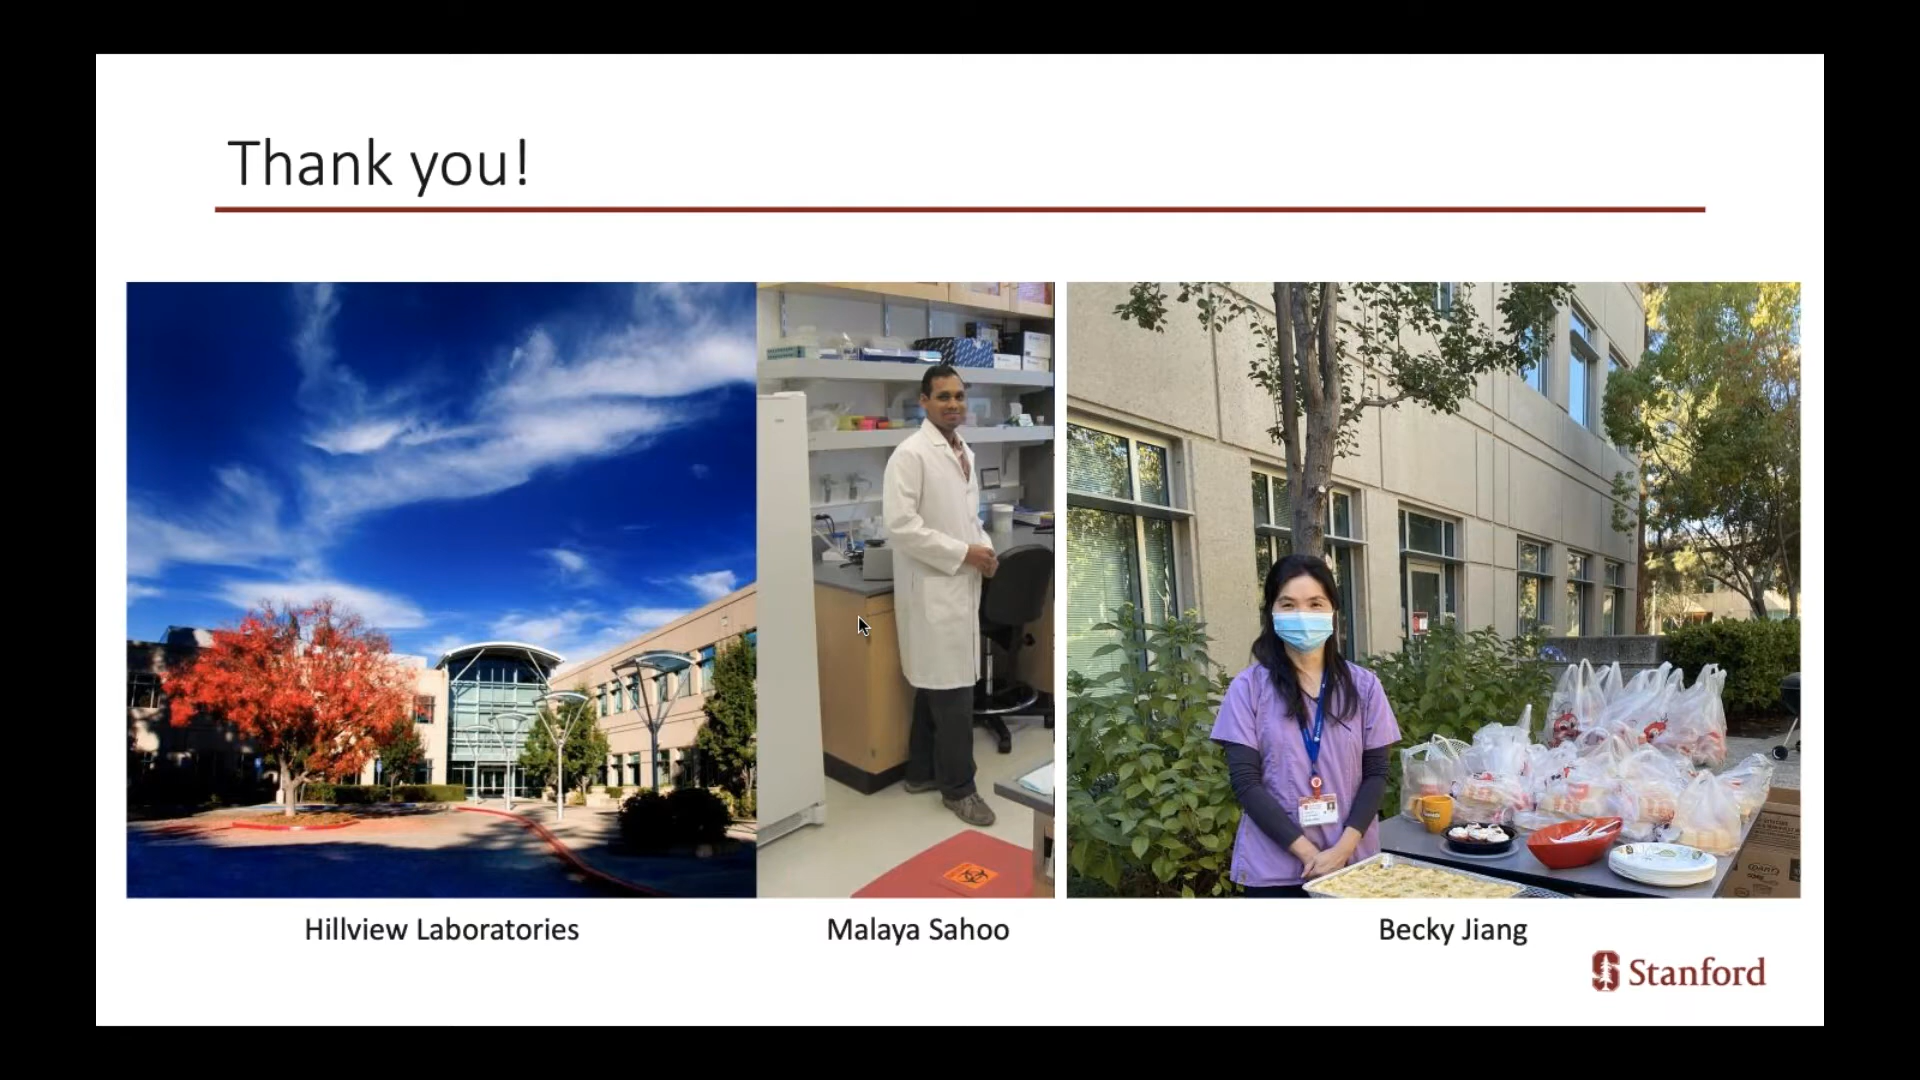 Thank you!
Hillview Laboratories
Malaya Sahoo
Becky Jiang
Stanford